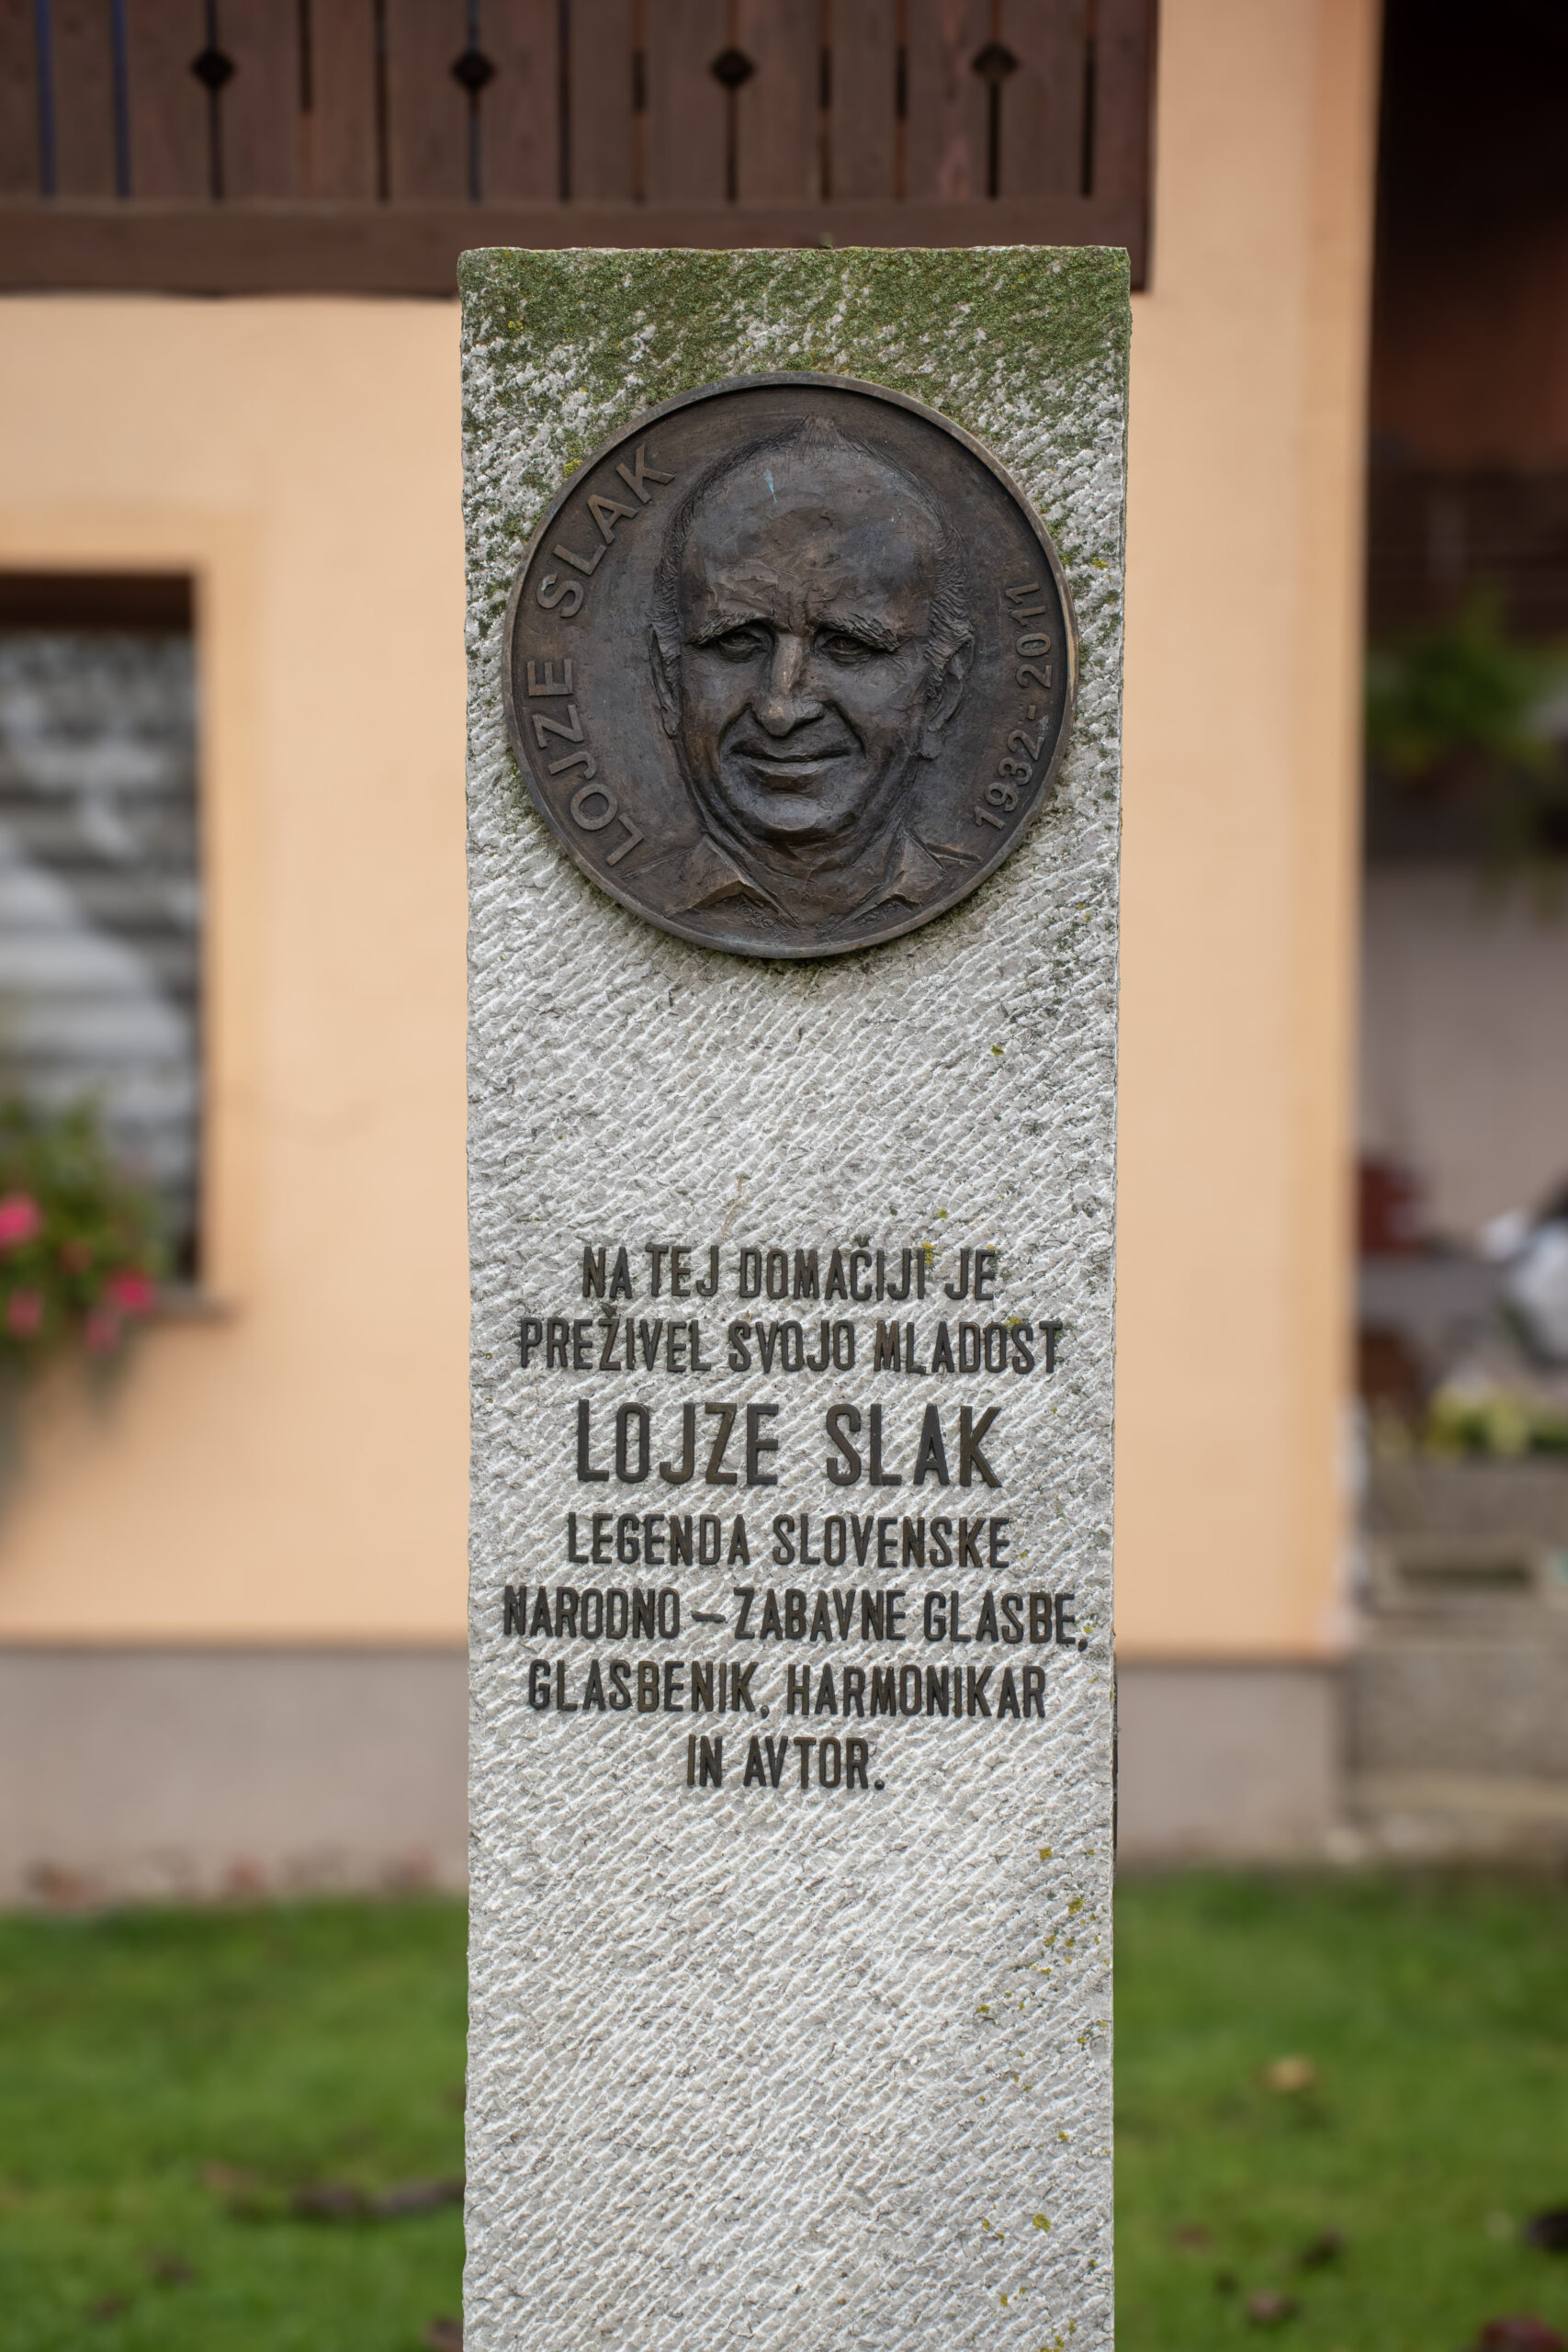 LOJZE SLAK
1932-2011
NA TEJ DOMAČIJI JE
PREŽIVEL SVOJO MLADOST
LOJZE SLAK
LEGENDA SLOVENSKE
NARODNO – ZABAVNE GLASBE,
GLASBENIK, HARMONIKAR
IN AVTOR.